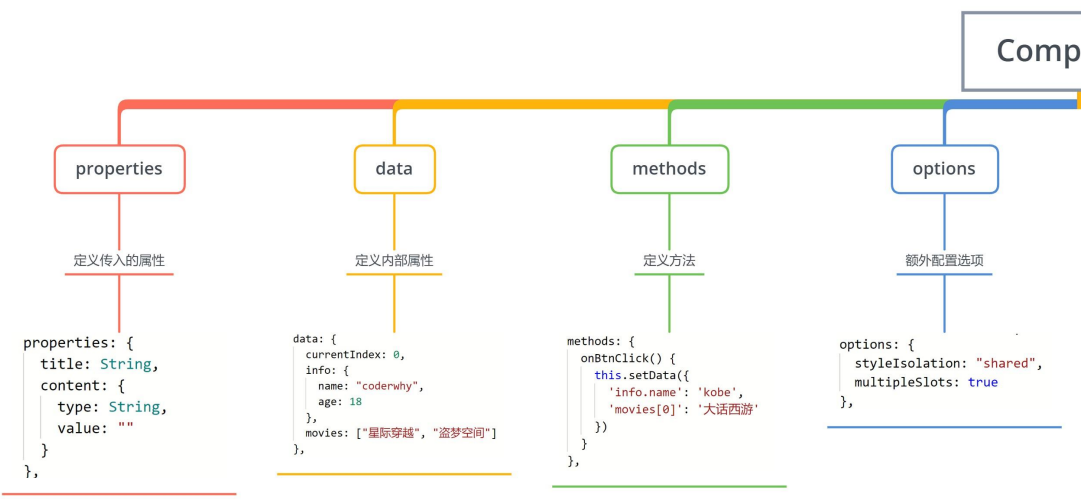 Comp
properties
data
methods
options
定义传入的属性
定义内部属性
定义方法
额外配置选项
properties: {
title: String,
content: {
type: String,
value: ""
}
},
data: {
currentIndex: 0,
info: {
name: "coderwhy",
age: 18
},
movies: ["星际穿越", "盗梦空间"]
},
methods: {
onBtnClick() {
this.setData({
'info.name': 'kobe',
'movies[0]': '大话西游'
})
}
},
options: {
styleIsolation: "shared",
multipleSlots: true
},